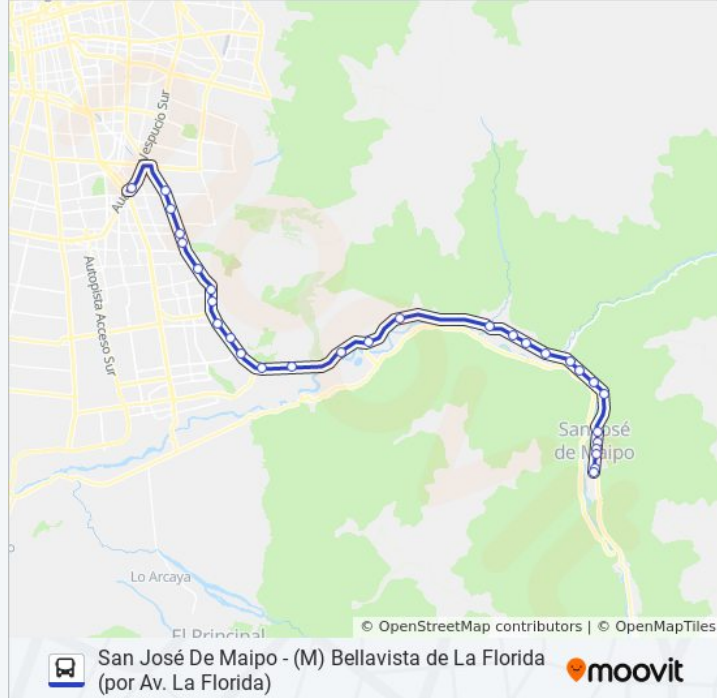 Vespucio Sur
Autopista Acceso Sur
San José
de Maipo
Lo Arcaya
El Principal
© OpenStreetMap contributors | © OpenMapTiles
San José De Maipo - (M) Bellavista de La Florida
(por Av. La Florida)
moovit